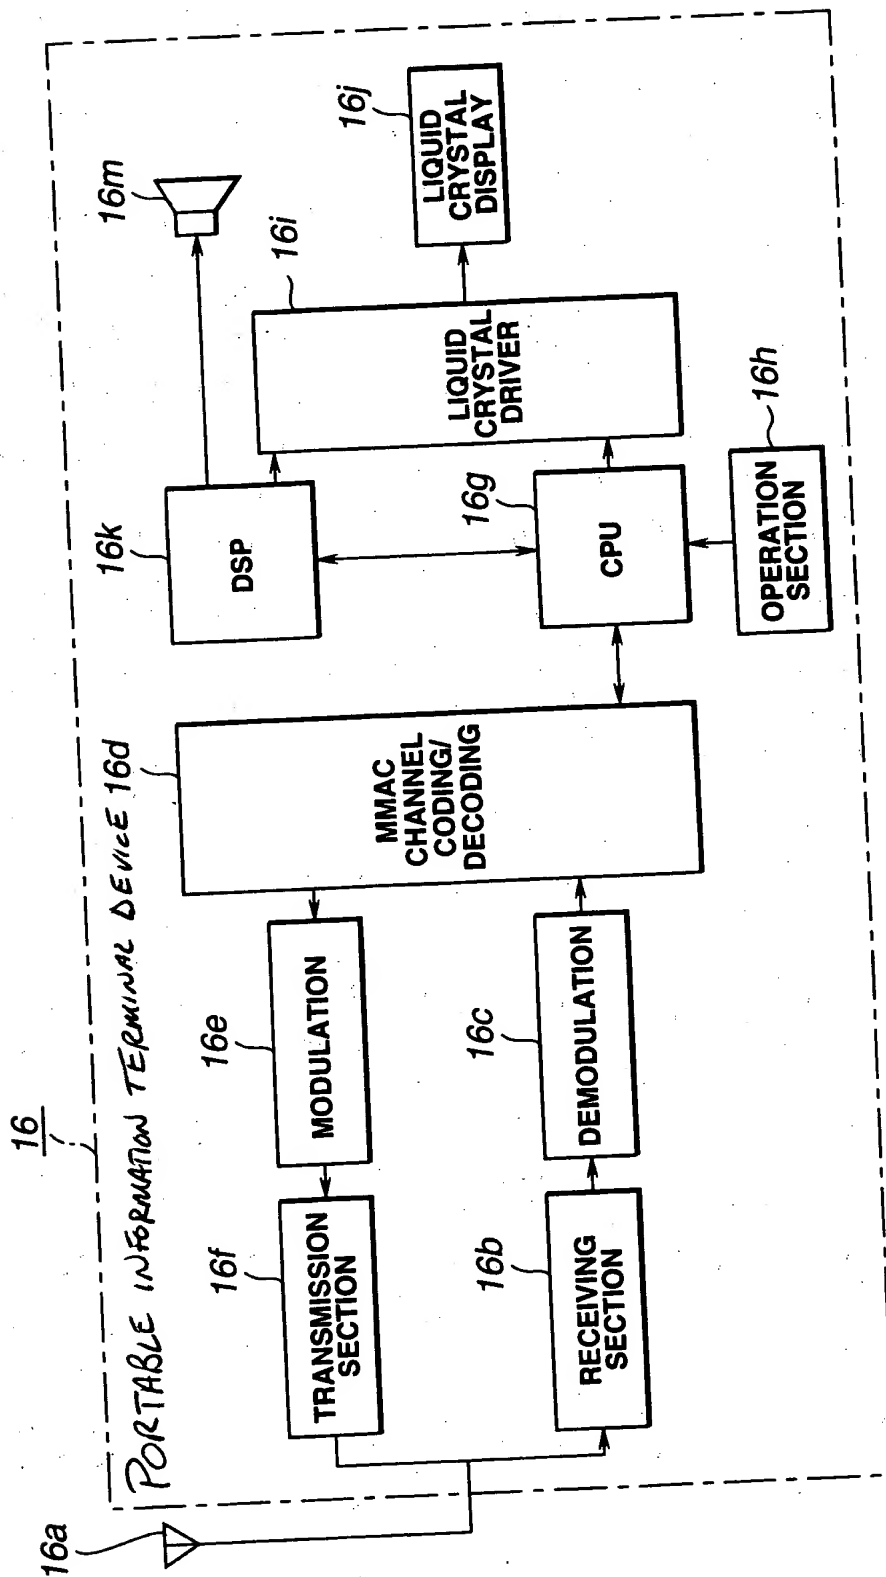 16
PORTABLE INFORMATION TERMINAL DEVICE
16a
16f
TRANSMISSION
SECTION
16e
MODULATION
16d
MMAC
CHANNEL
CODING/
DECODING
16k
DSP
16m
16i
LIQUID
CRYSTAL
DRIVER
16j
LIQUID
CRYSTAL
DISPLAY
16b
RECEIVING
SECTION
16c
DEMODULATION
16g
CPU
16h
OPERATION
SECTION